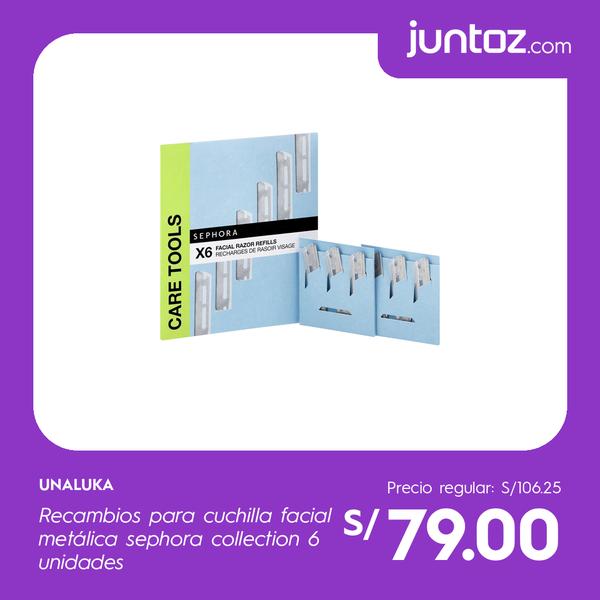 juntoz.com
CARE TOOLS
SEPHORA
X6 FACIAL RAZOR REFILLS
RECHARGES DE RASOIR VISAGE
UNALUKA
Recambios para cuchilla facial
metálica sephora collection 6
unidades
Precio regular: S/106.25
S/79.00